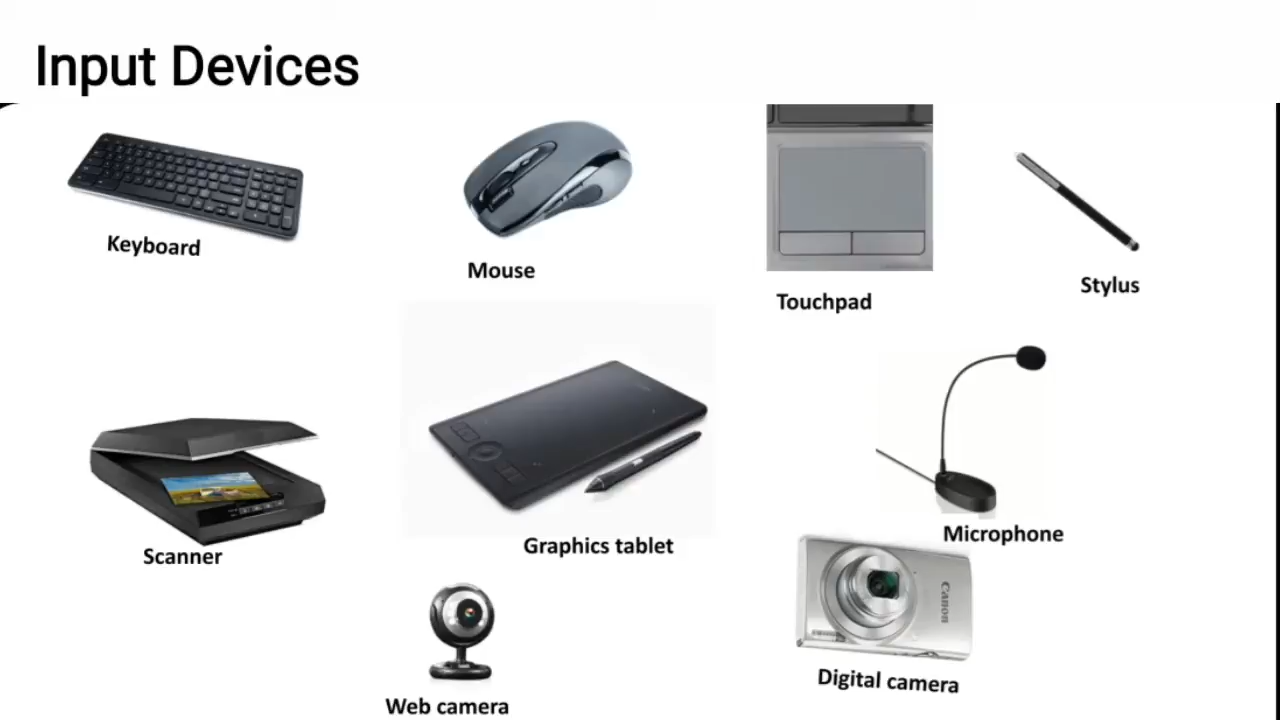 Input Devices
Keyboard
Mouse
Touchpad
Stylus
Scanner
Graphics tablet
Microphone
Canon
Web camera
Digital camera